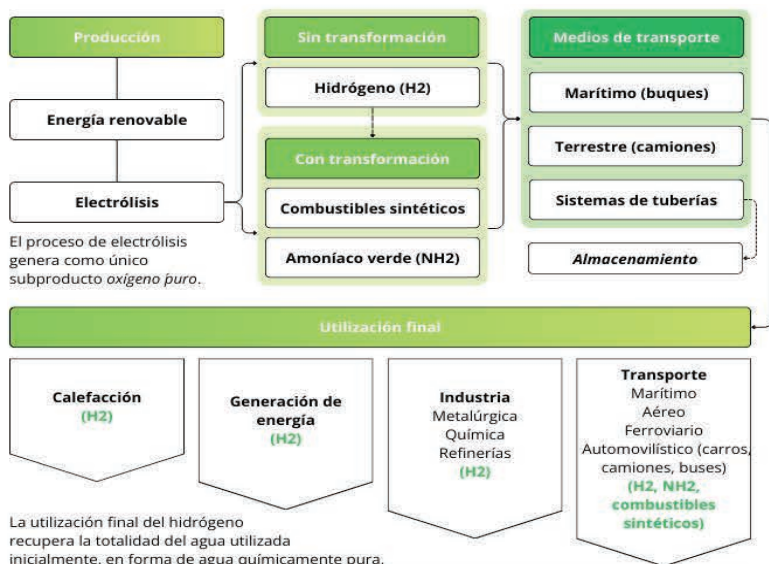 Producción
Energía renovable
Electrólisis
El proceso de electrólisis
genera como único
subproducto oxígeno puro.
Sin transformación
Hidrógeno (H2)
Con transformación
Combustibles sintéticos
Amoníaco verde (NH2)
Medios de transporte
Marítimo (buques)
Terrestre (camiones)
Sistemas de tuberías
Almacenamiento
Utilización final
Calefacción
(H2)
Generación de
energía
(H2)
Industria
Metalúrgica
Química
Refinerías
(H2)
Transporte
Marítimo
Aéreo
Ferroviario
Automovilístico (carros,
camiones, buses)
(H2, NH2,
combustibles
sintéticos)
La utilización final del hidrógeno
recupera la totalidad del agua utilizada
inicialmente, en forma de agua químicamente pura.